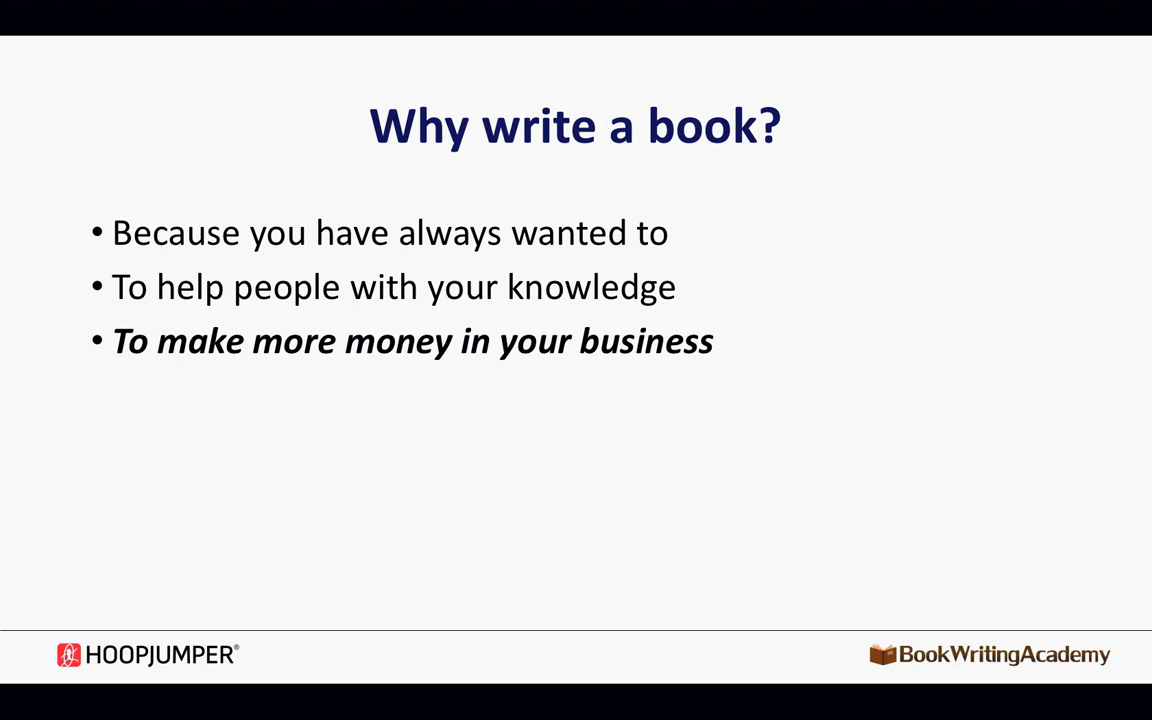 Why write a book?
• Because you have always wanted to
• To help people with your knowledge
• To make more money in your business
HOOPJUMPER®
BookWritingAcademy